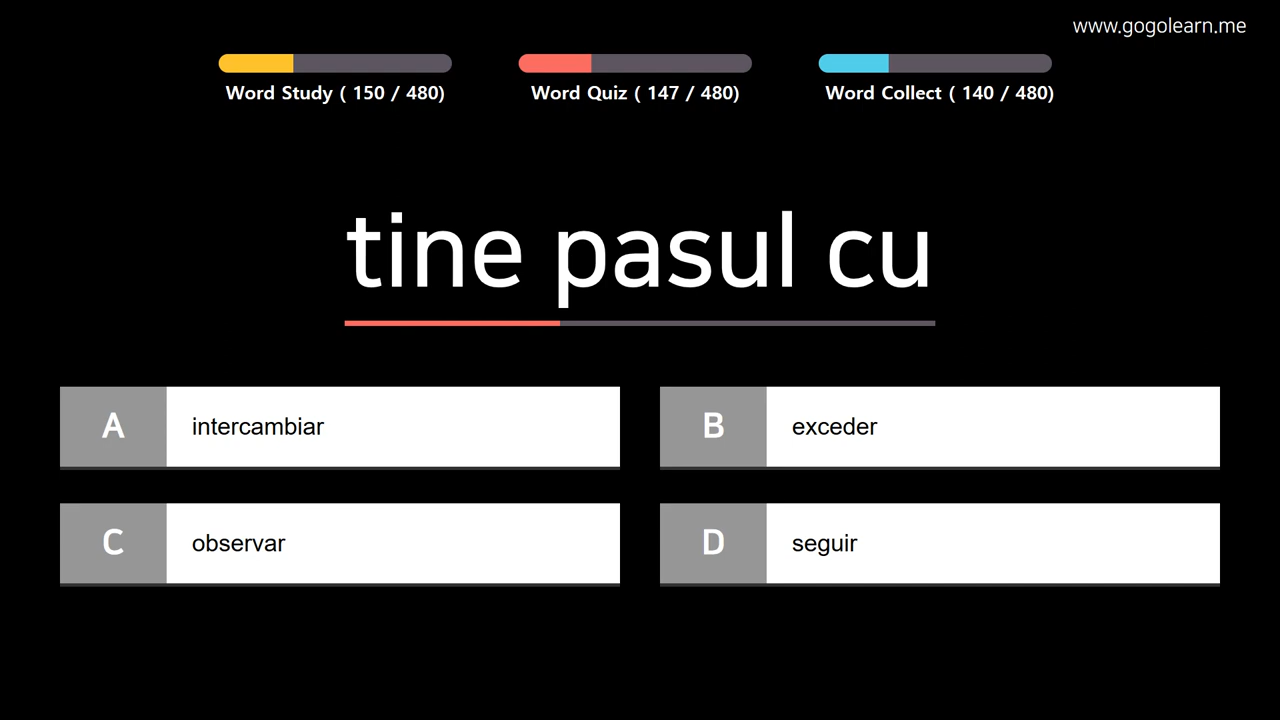 www.gogolearn.me
Word Study ( 150 / 480)
Word Quiz ( 147 / 480)
Word Collect ( 140 / 480)
tine pasul cu
A intercambiar
B exceder
C observar
D seguir